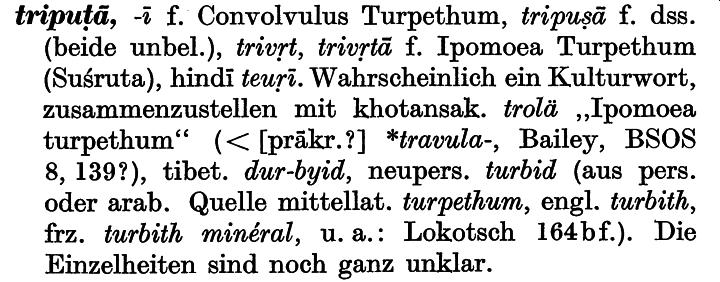 tripuṭā, -ī f. Convolvulus Turpethum, tripuṣā f. dss.
(beide unbel.), trivṛt, trivṛtā f. Ipomoea Turpethum
(Suśruta), hindī teuṛī. Wahrscheinlich ein Kulturwort,
zusammenzustellen mit khotansak. trolä „Ipomoea
turpethum“ (< [prākr.?] *travula-, Bailey, BSOS
8, 139?), tibet. dur-byid, neupers. turbid (aus pers.
oder arab. Quelle mittellat. turpethum, engl. turbith,
frz. turbith minéral, u. a.: Lokotsch 164bf.). Die
Einzelheiten sind noch ganz unklar.